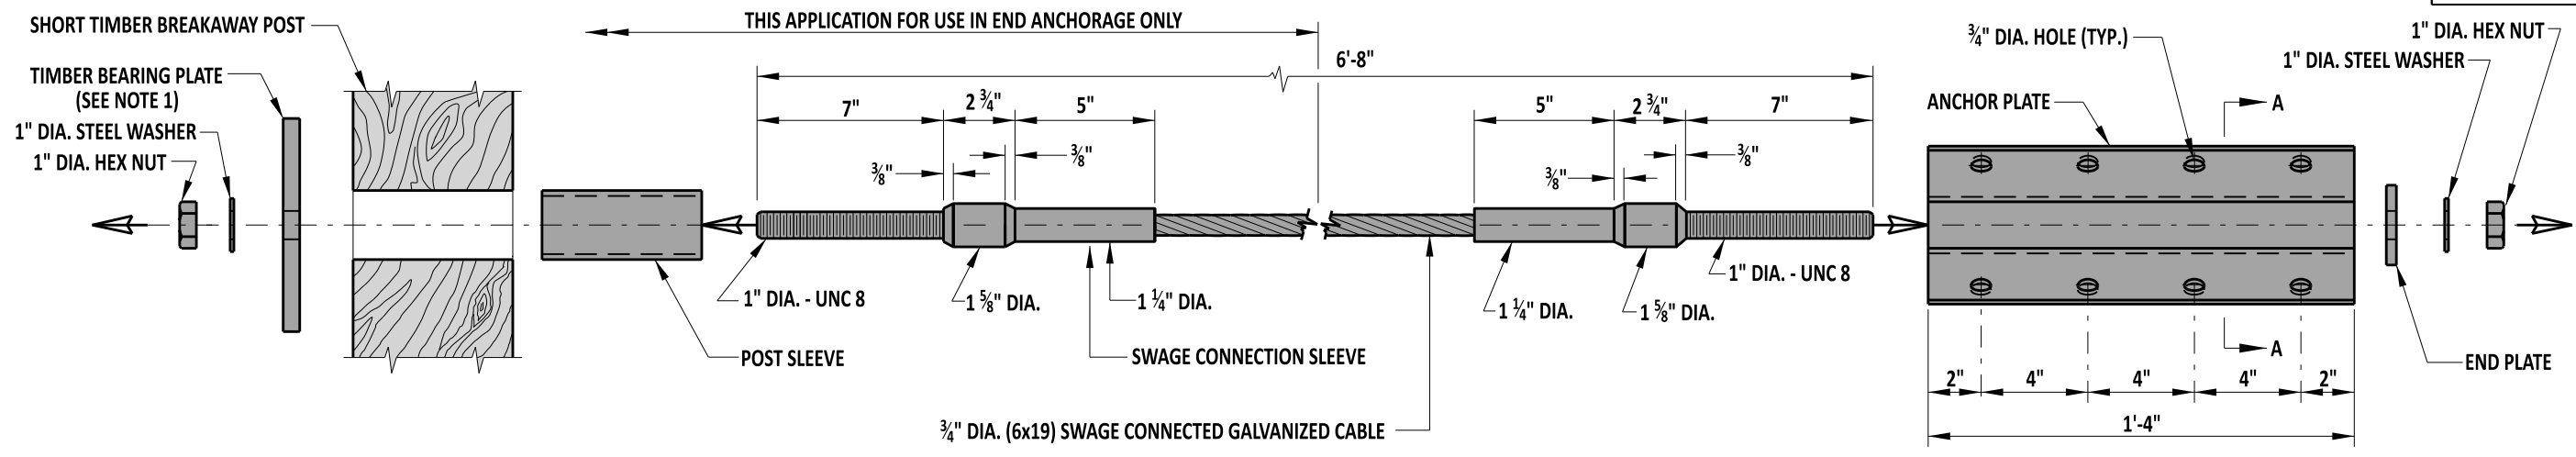 THIS APPLICATION FOR USE IN END ANCHORAGE ONLY
SHORT TIMBER BREAKAWAY POST
TIMBER BEARING PLATE
(SEE NOTE 1)
1" DIA. STEEL WASHER
1" DIA. HEX NUT
6'-8"
7"
2 ¾"
5"
⅜"
⅜"
5"
2 ¾"
7"
⅜"
⅜"
1" DIA. - UNC 8
1 ⅝" DIA.
1 ¼" DIA.
POST SLEEVE
SWAGE CONNECTION SLEEVE
¾" DIA. (6x19) SWAGE CONNECTED GALVANIZED CABLE
1 ¼" DIA.
1 ⅝" DIA.
1" DIA. - UNC 8
¾" DIA. HOLE (TYP.)
ANCHOR PLATE
A
A
1" DIA. HEX NUT
1" DIA. STEEL WASHER
END PLATE
2"
4"
4"
4"
2"
1'-4"